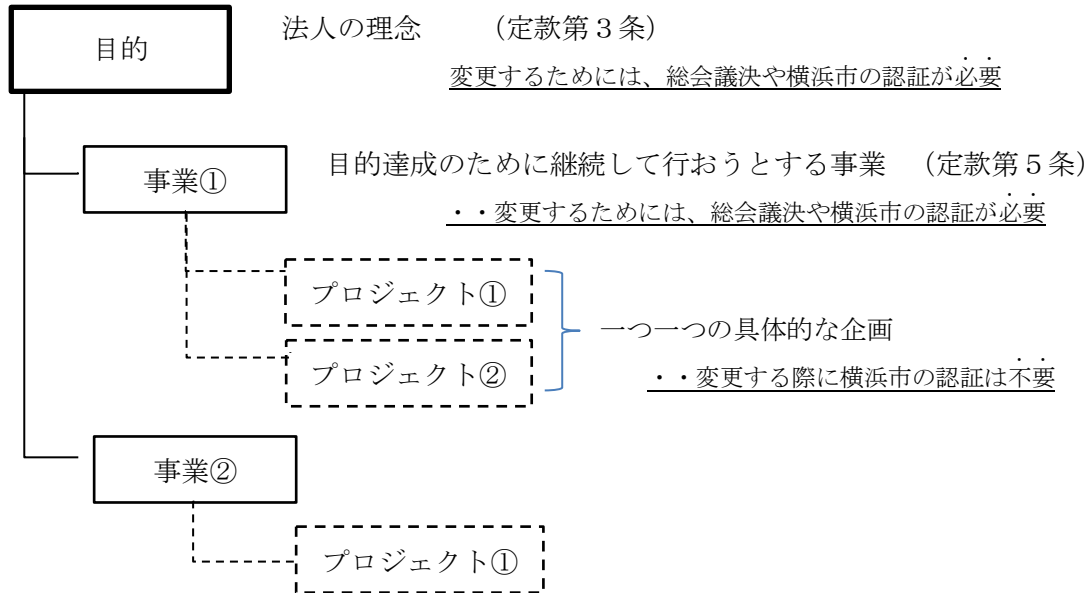 目的
法人の理念 （定款第３条）
変更するためには、総会議決や横浜市の認証が必要
事業①
目的達成のために継続して行おうとする事業 （定款第５条）
・・変更するためには、総会議決や横浜市の認証が必要
プロジェクト①
プロジェクト②
一つ一つの具体的な企画
・・変更する際に横浜市の認証は不要
事業②
プロジェクト①